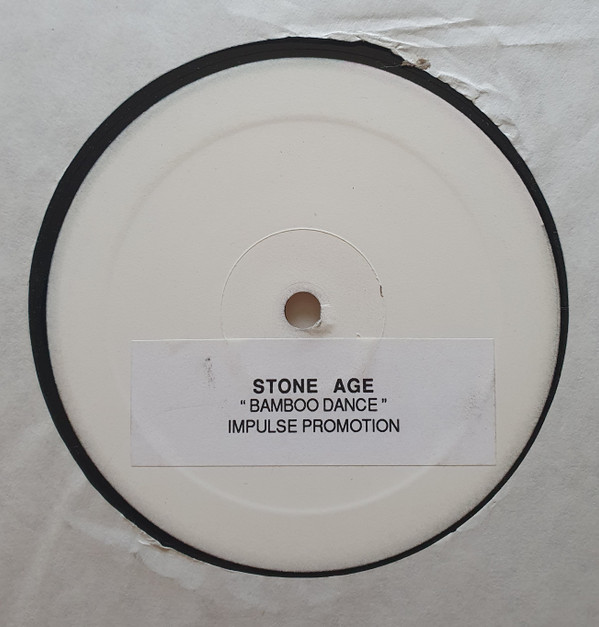 STONE AGE
" BAMBOO DANCE "
IMPULSE PROMOTION